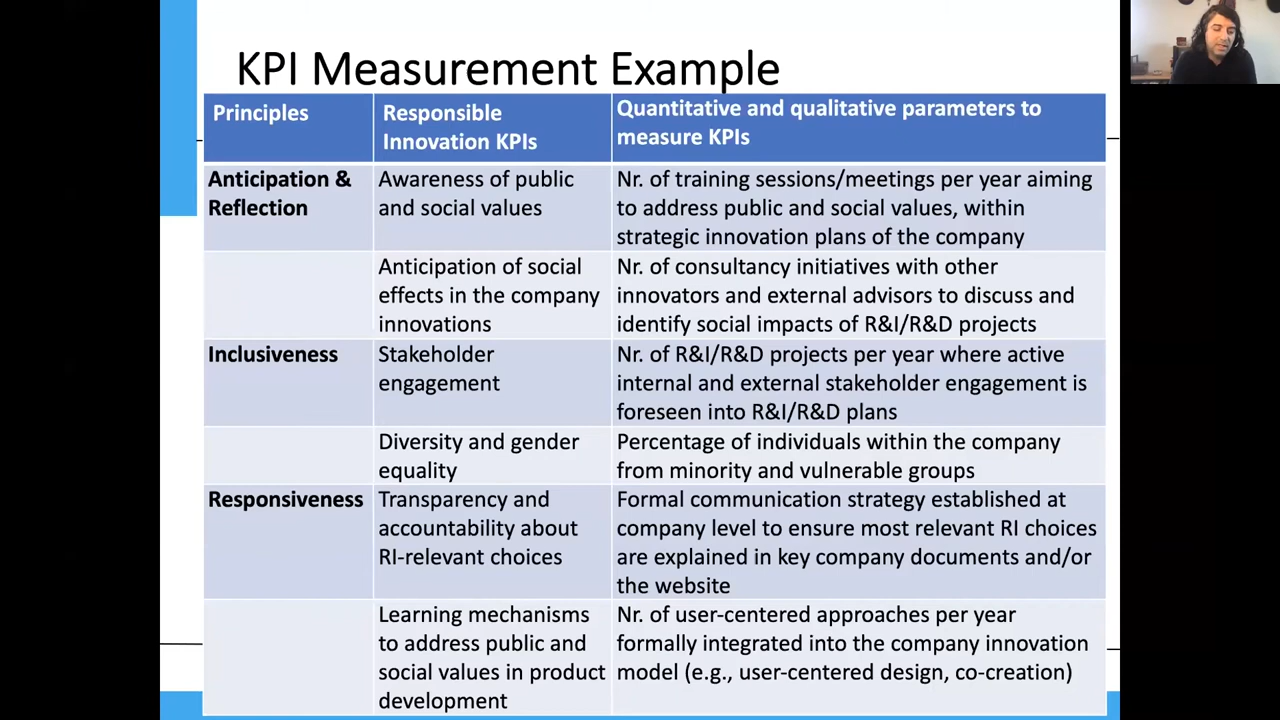 KPI Measurement Example
Principles
Responsible
Innovation KPIs
Quantitative and qualitative parameters to
measure KPIs
Anticipation &
Reflection
Awareness of public
and social values
Nr. of training sessions/meetings per year aiming
to address public and social values, within
strategic innovation plans of the company
Anticipation of social
effects in the company
innovations
Nr. of consultancy initiatives with other
innovators and external advisors to discuss and
identify social impacts of R&I/R&D projects
Inclusiveness
Stakeholder
engagement
Nr. of R&I/R&D projects per year where active
internal and external stakeholder engagement is
foreseen into R&I/R&D plans
Diversity and gender
equality
Percentage of individuals within the company
from minority and vulnerable groups
Responsiveness
Transparency and
accountability about
RI-relevant choices
Formal communication strategy established at
company level to ensure most relevant RI choices
are explained in key company documents and/or
the website
Learning mechanisms
to address public and
social values in product
development
Nr. of user-centered approaches per year
formally integrated into the company innovation
model (e.g., user-centered design, co-creation)